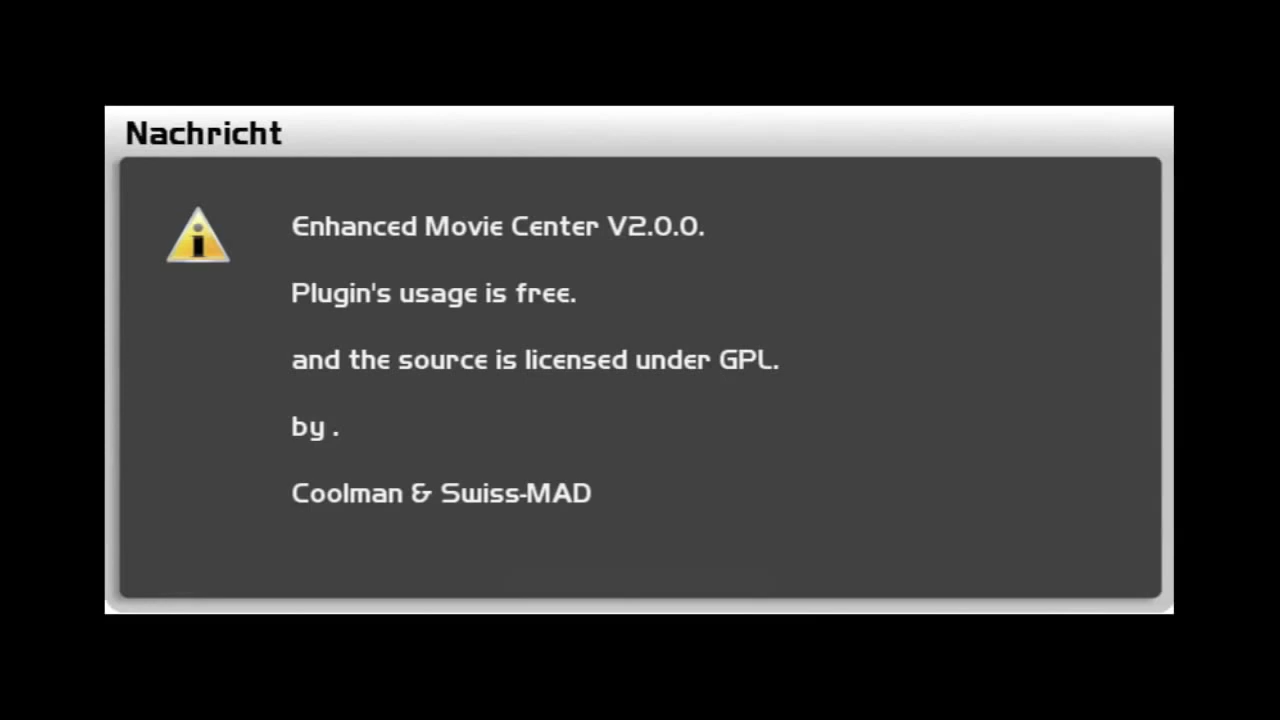 Nachricht
Enhanced Movie Center V2.0.0.
Plugin's usage is free.
and the source is licensed under GPL.
by .
Coolman & Swiss-MAD